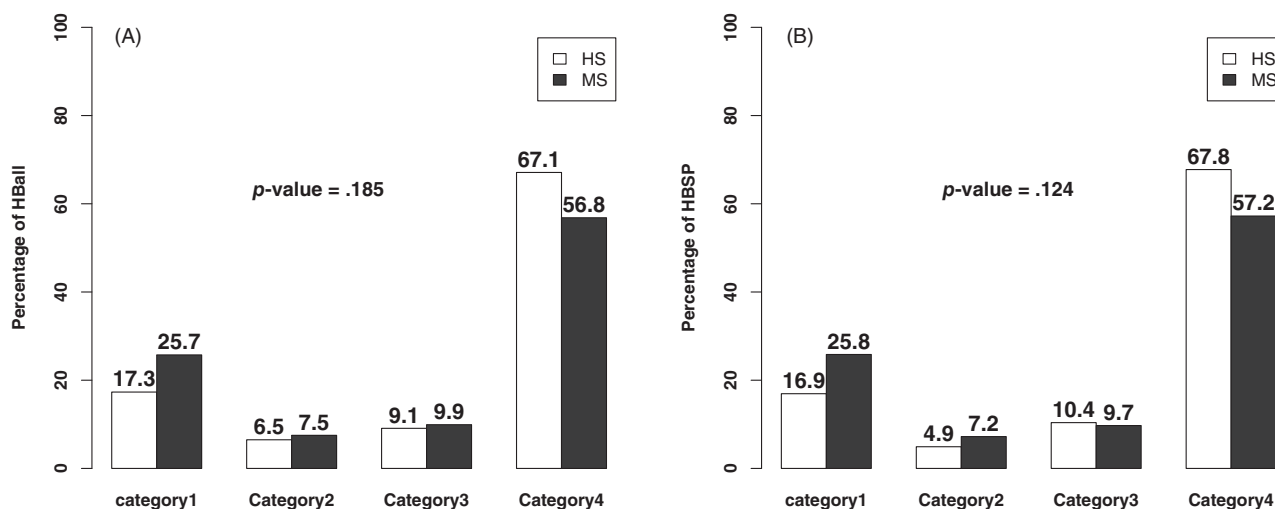 (A)
HS
MS
Percentage of HBall
0
20
40
60
80
100
p-value = .185
17.3
25.7
6.5
7.5
9.1
9.9
67.1
56.8
category1
Category2
Category3
Category4
(B)
HS
MS
Percentage of HBSP
0
20
40
60
80
100
p-value = .124
16.9
25.8
4.9
7.2
10.4
9.7
67.8
57.2
category1
Category2
Category3
Category4